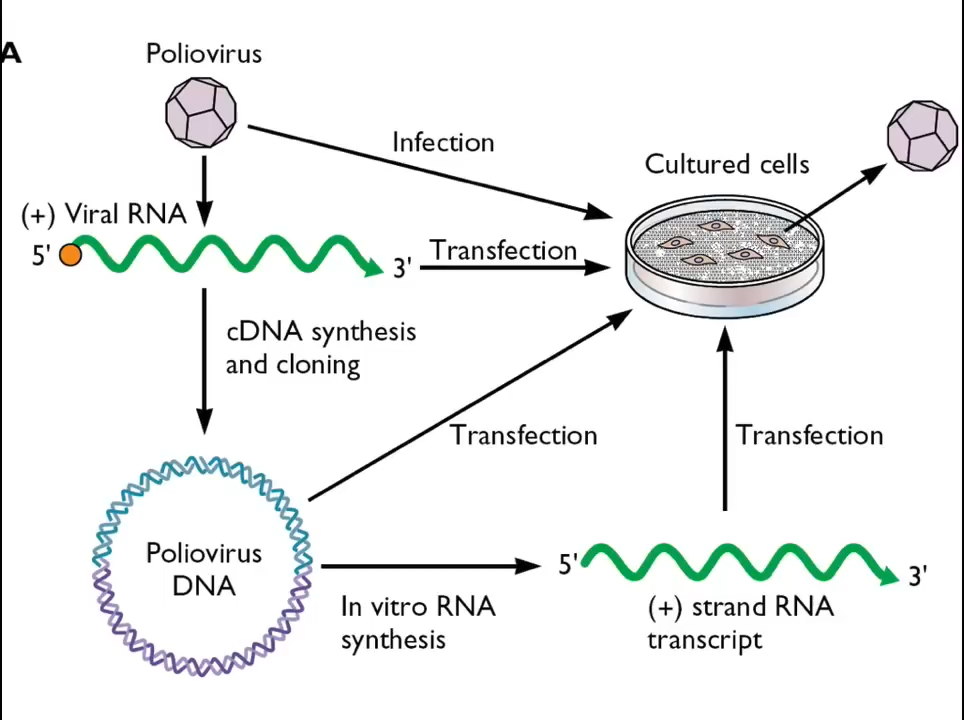 A
Poliovirus
Infection
Cultured cells
(+) Viral RNA
5'
3'
Transfection
cDNA synthesis
and cloning
Transfection
Transfection
Poliovirus
DNA
5'
3'
In vitro RNA
synthesis
(+) strand RNA
transcript